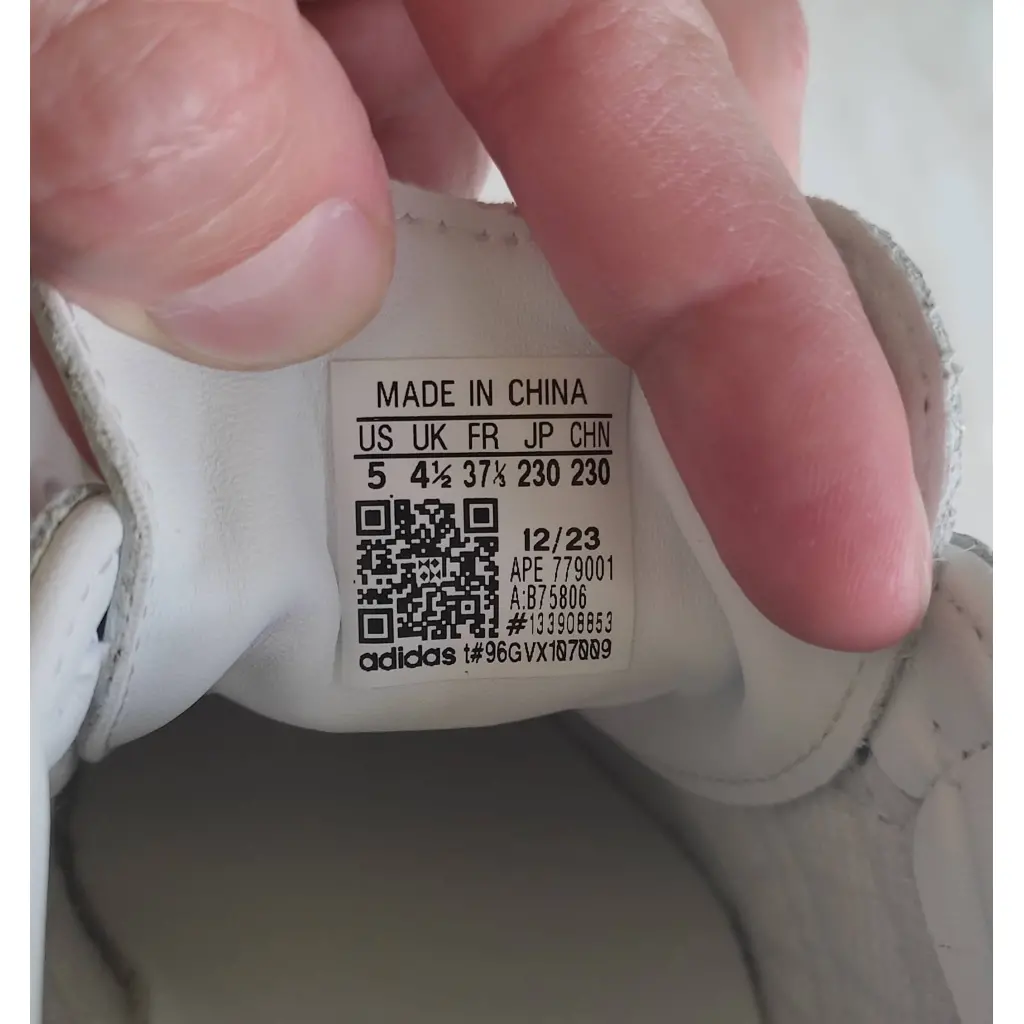 MADE IN CHINA
US UK FR JP CHN
5 4½ 37⅓ 230 230
12/23
APE 779001
A:B75806
#133908853
adidas t#96GVX107009